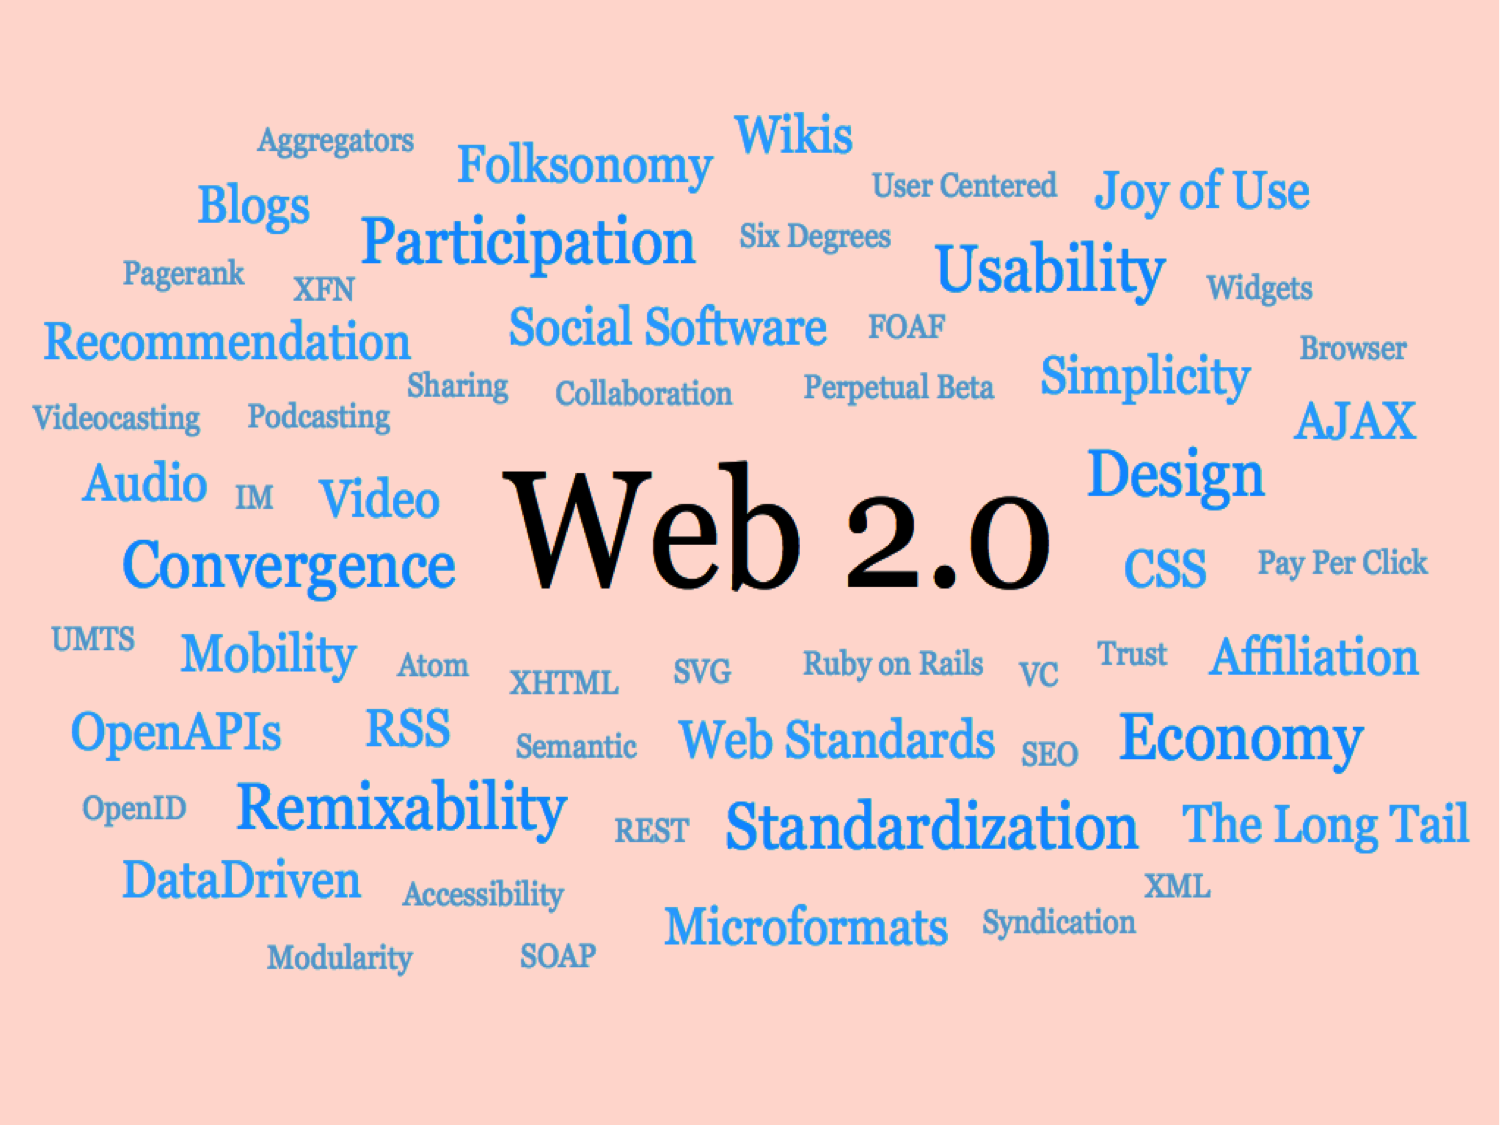 Wikis
Aggregators
Folksonomy
User Centered
Joy of Use
Blogs
Participation
Six Degrees
Usability
Pagerank
XFN
Widgets
Recommendation
Social Software
FOAF
Browser
Sharing
Collaboration
Perpetual Beta
Simplicity
Videocasting
Podcasting
AJAX
Audio
IM
Video
Web 2.0
Design
Convergence
CSS
Pay Per Click
UMTS
Mobility
Atom
XHTML
SVG
Ruby on Rails
VC
Trust
Affiliation
OpenAPIs
RSS
Semantic
Web Standards
SEO
Economy
OpenID
Remixability
REST
Standardization
The Long Tail
DataDriven
Accessibility
XML
Microformats
Syndication
Modularity
SOAP